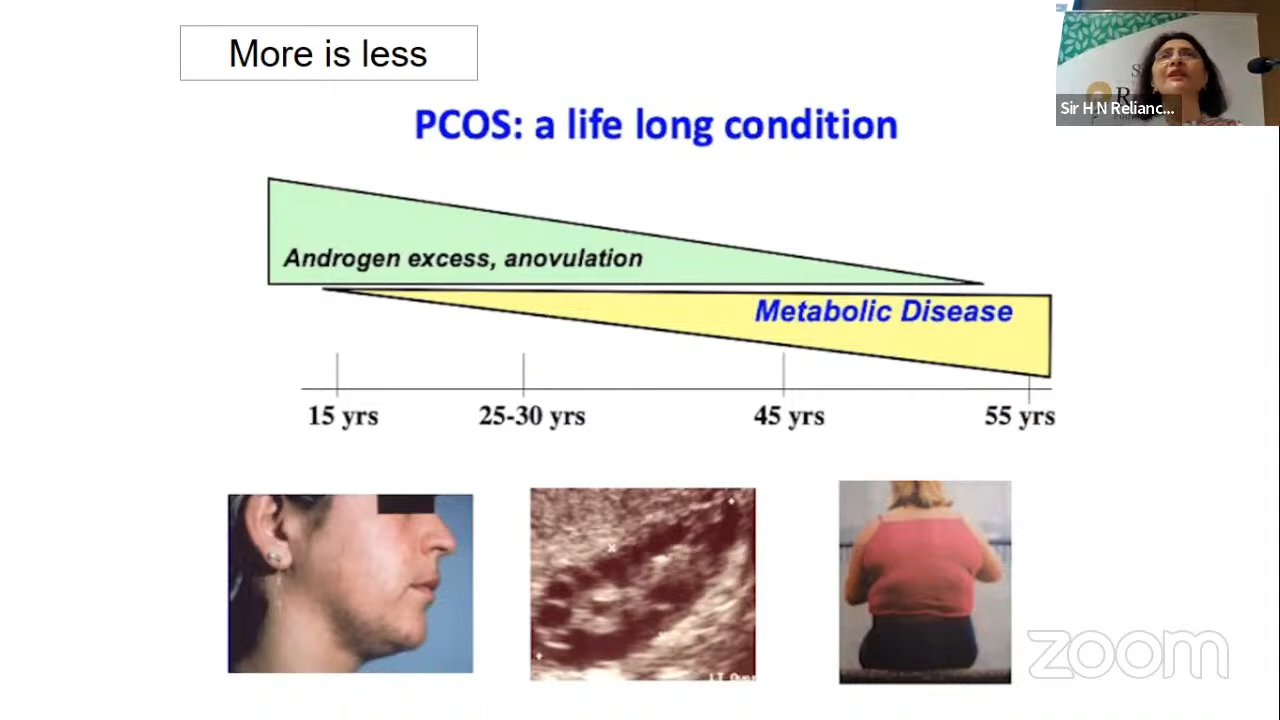 More is less
Sir H N Relianc...
PCOS: a life long condition
Androgen excess, anovulation
Metabolic Disease
15 yrs
25-30 yrs
45 yrs
55 yrs
zoom